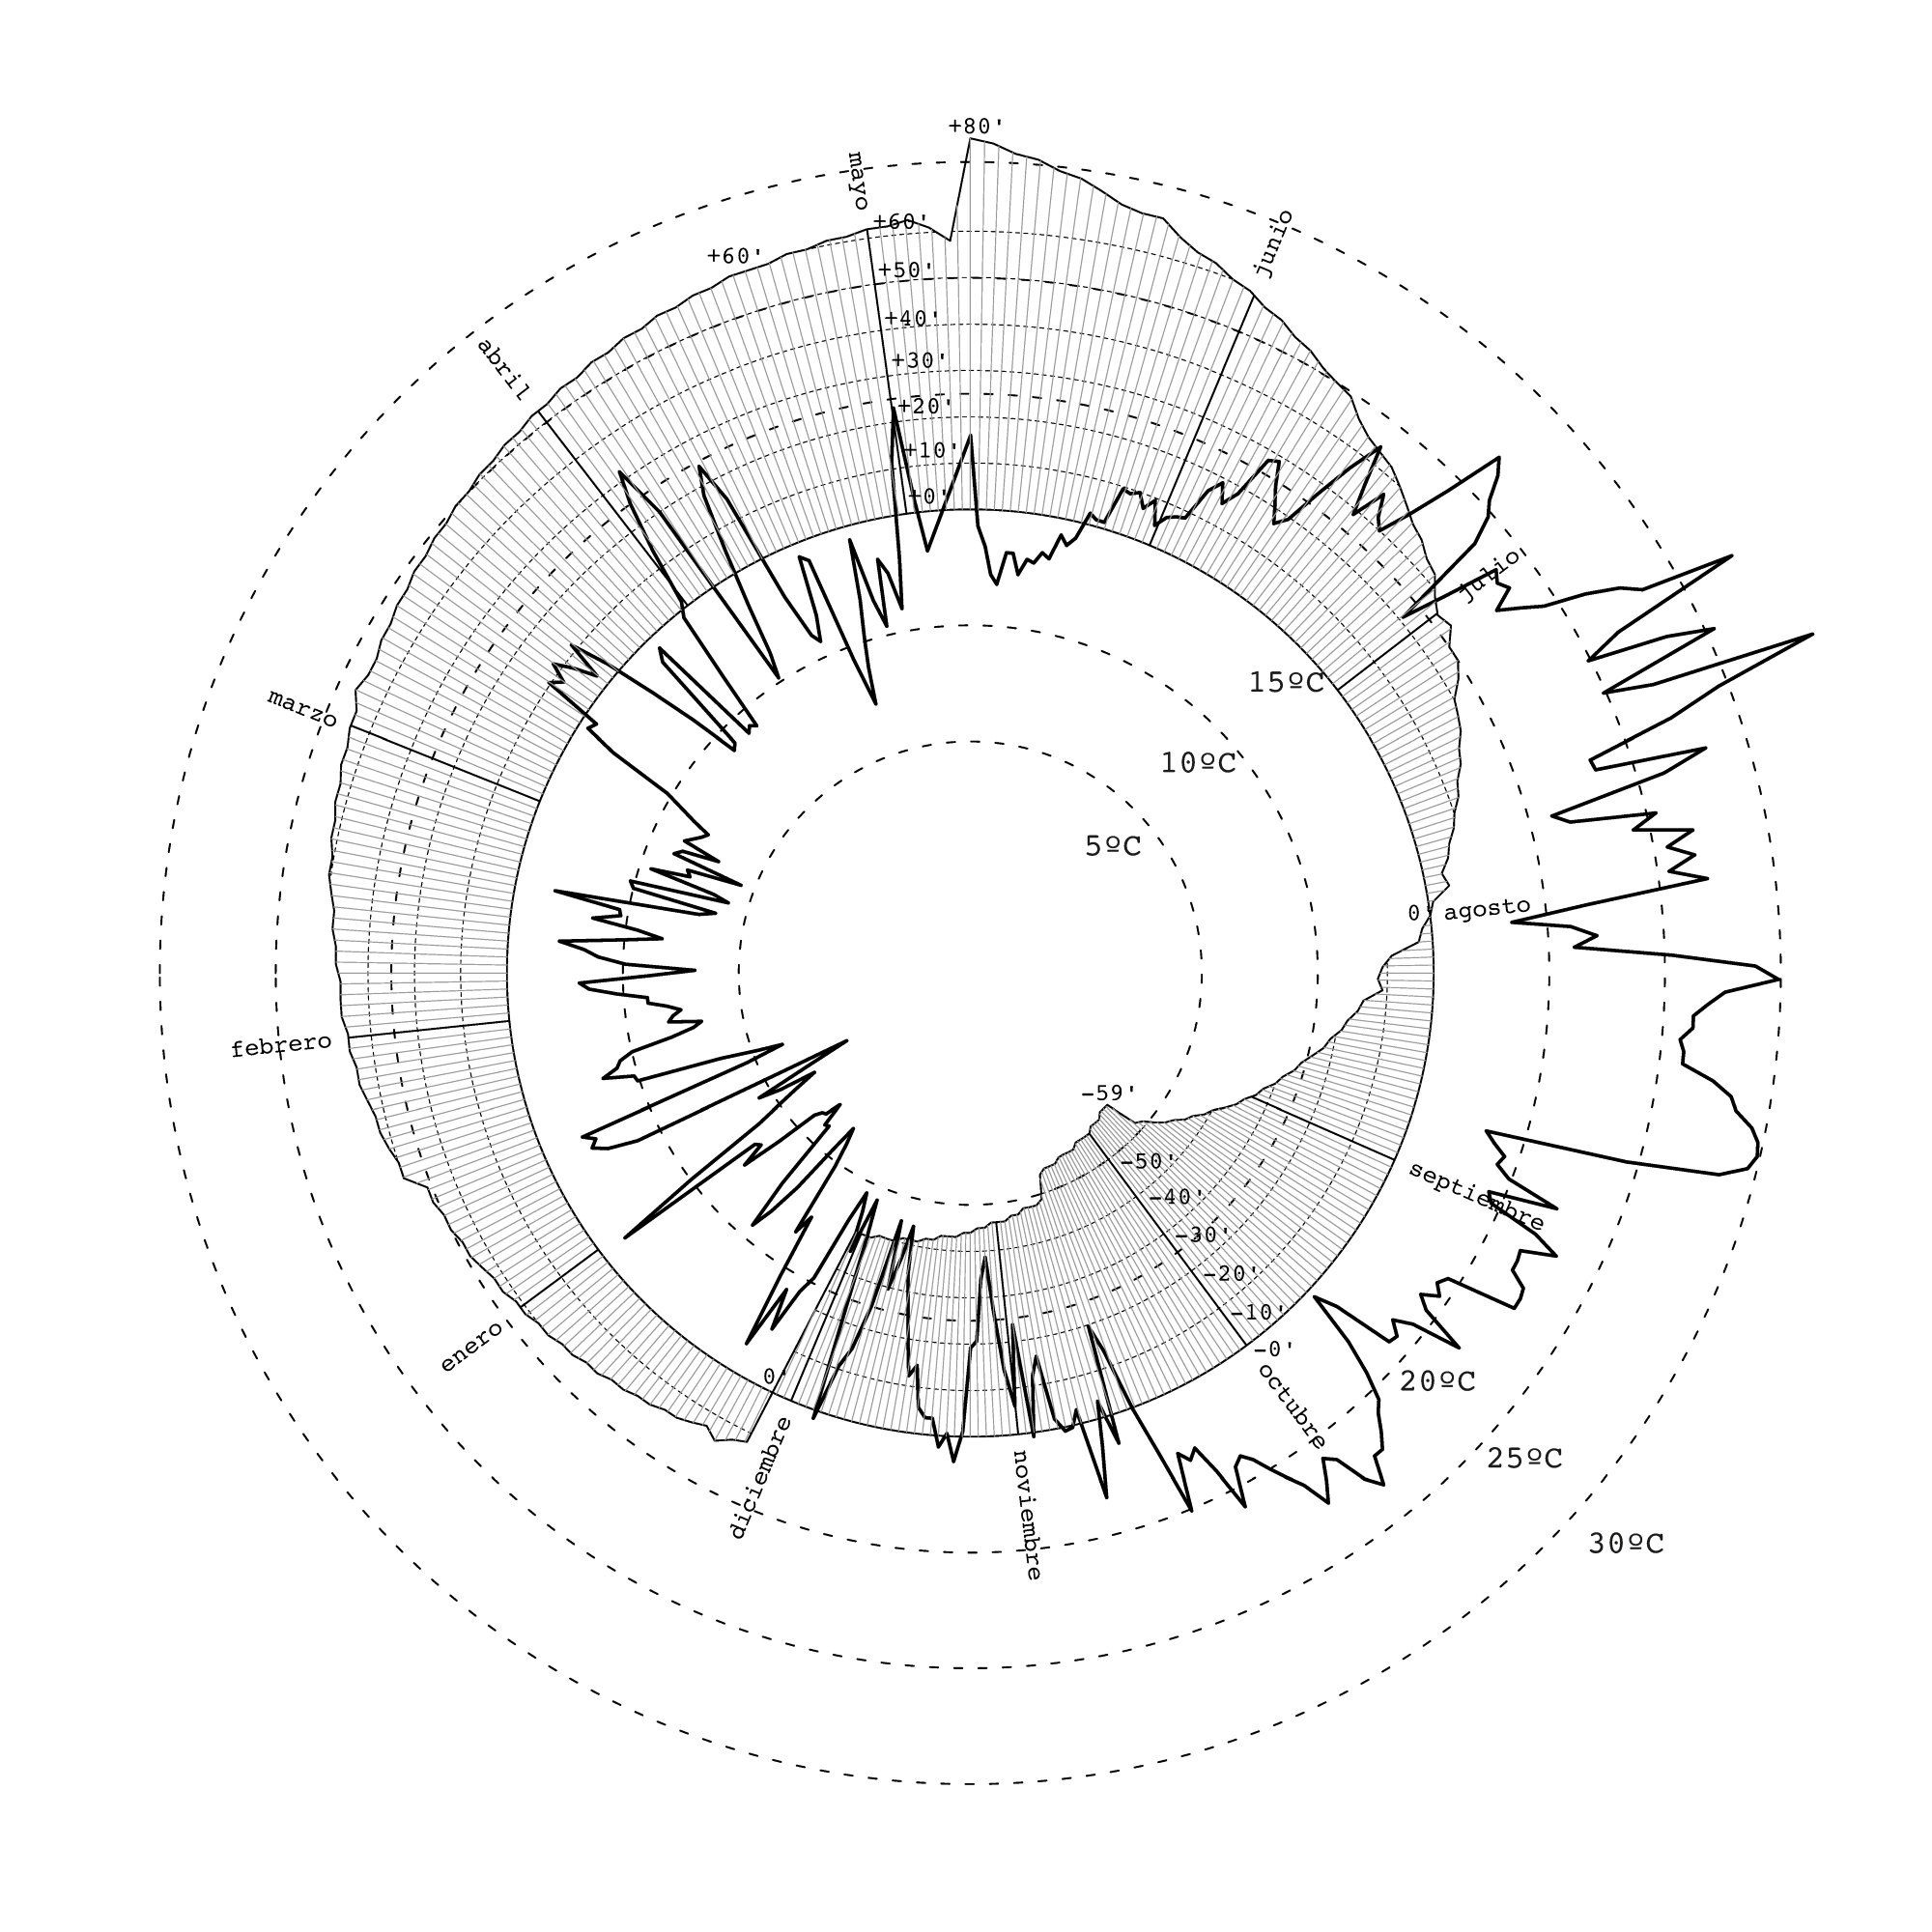 +80'
mayo
junio
+60'
+60'
+50'
+40'
abril
+30'
+20'
+10'
+0'
julio
15ºC
marzo
10ºC
5ºC
0'
agosto
febrero
-59'
-50'
septiembre
-40'
-30'
-20'
-10'
enero
-0'
0'
20ºC
octubre
diciembre
25ºC
noviembre
30ºC